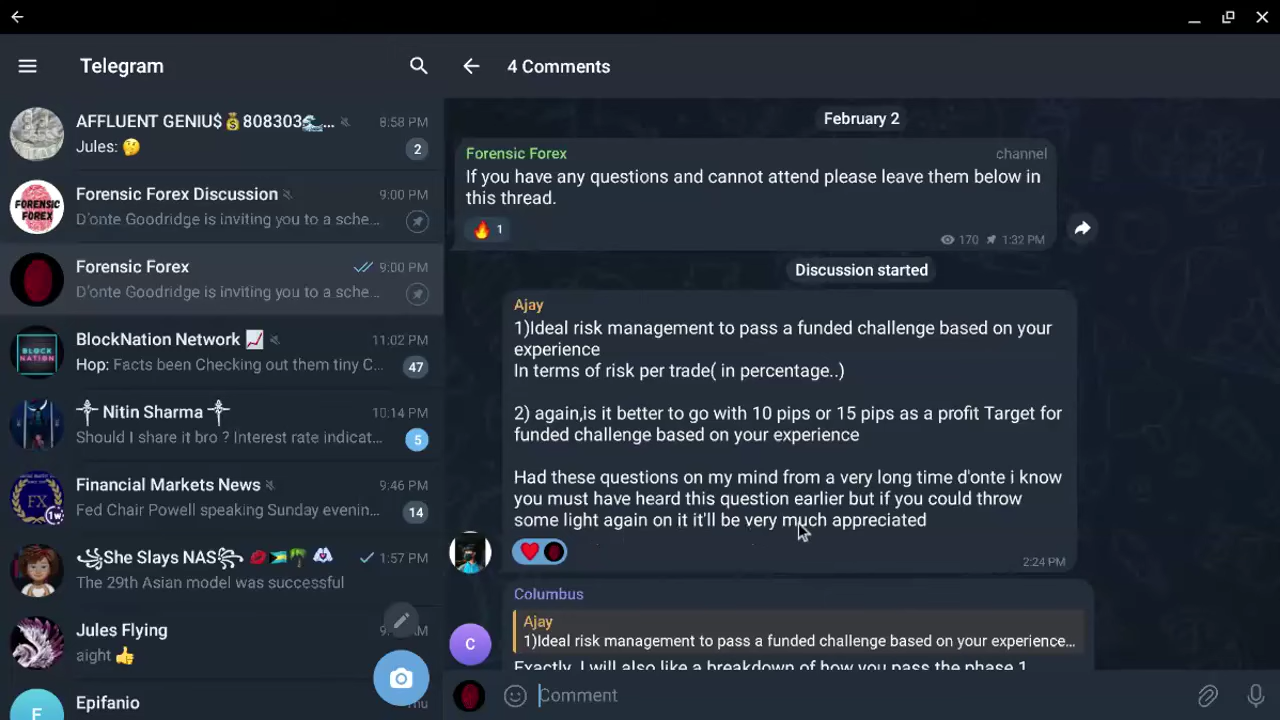 Telegram
AFFLUENT GENIU$💰808303🌊...
8:58 PM
Jules: 🤔
2
FORENSIC FOREX
Forensic Forex Discussion
9:00 PM
D'onte Goodridge is inviting you to a sche...
Forensic Forex
9:00 PM
D'onte Goodridge is inviting you to a sche...
BLOCK NATION
BlockNation Network 📈
11:02 PM
Hop: Facts been Checking out them tiny C...
47
Nitin Sharma
10:14 PM
Should I share it bro ? Interest rate indicat...
5
FX
1w
Financial Markets News
9:46 PM
Fed Chair Powell speaking Sunday evenin...
14
꧁She Slays NAS꧂ 🌹🇧🇸🌴
1:57 PM
The 29th Asian model was successful
Jules Flying
aight 👍
E
Epifanio
Thu
4 Comments
February 2
Forensic Forex
channel
If you have any questions and cannot attend please leave them below in
this thread.
🔥 1
170
1:32 PM
Discussion started
Ajay
1)Ideal risk management to pass a funded challenge based on your
experience
In terms of risk per trade( in percentage..)
2) again,is it better to go with 10 pips or 15 pips as a profit Target for
funded challenge based on your experience
Had these questions on my mind from a very long time d'onte i know
you must have heard this question earlier but if you could throw
some light again on it it'll be very much appreciated
2:24 PM
C
Columbus
Ajay
1)Ideal risk management to pass a funded challenge based on your experience...
Exactly, I will also like a breakdown of how you pass the phase 1
Comment